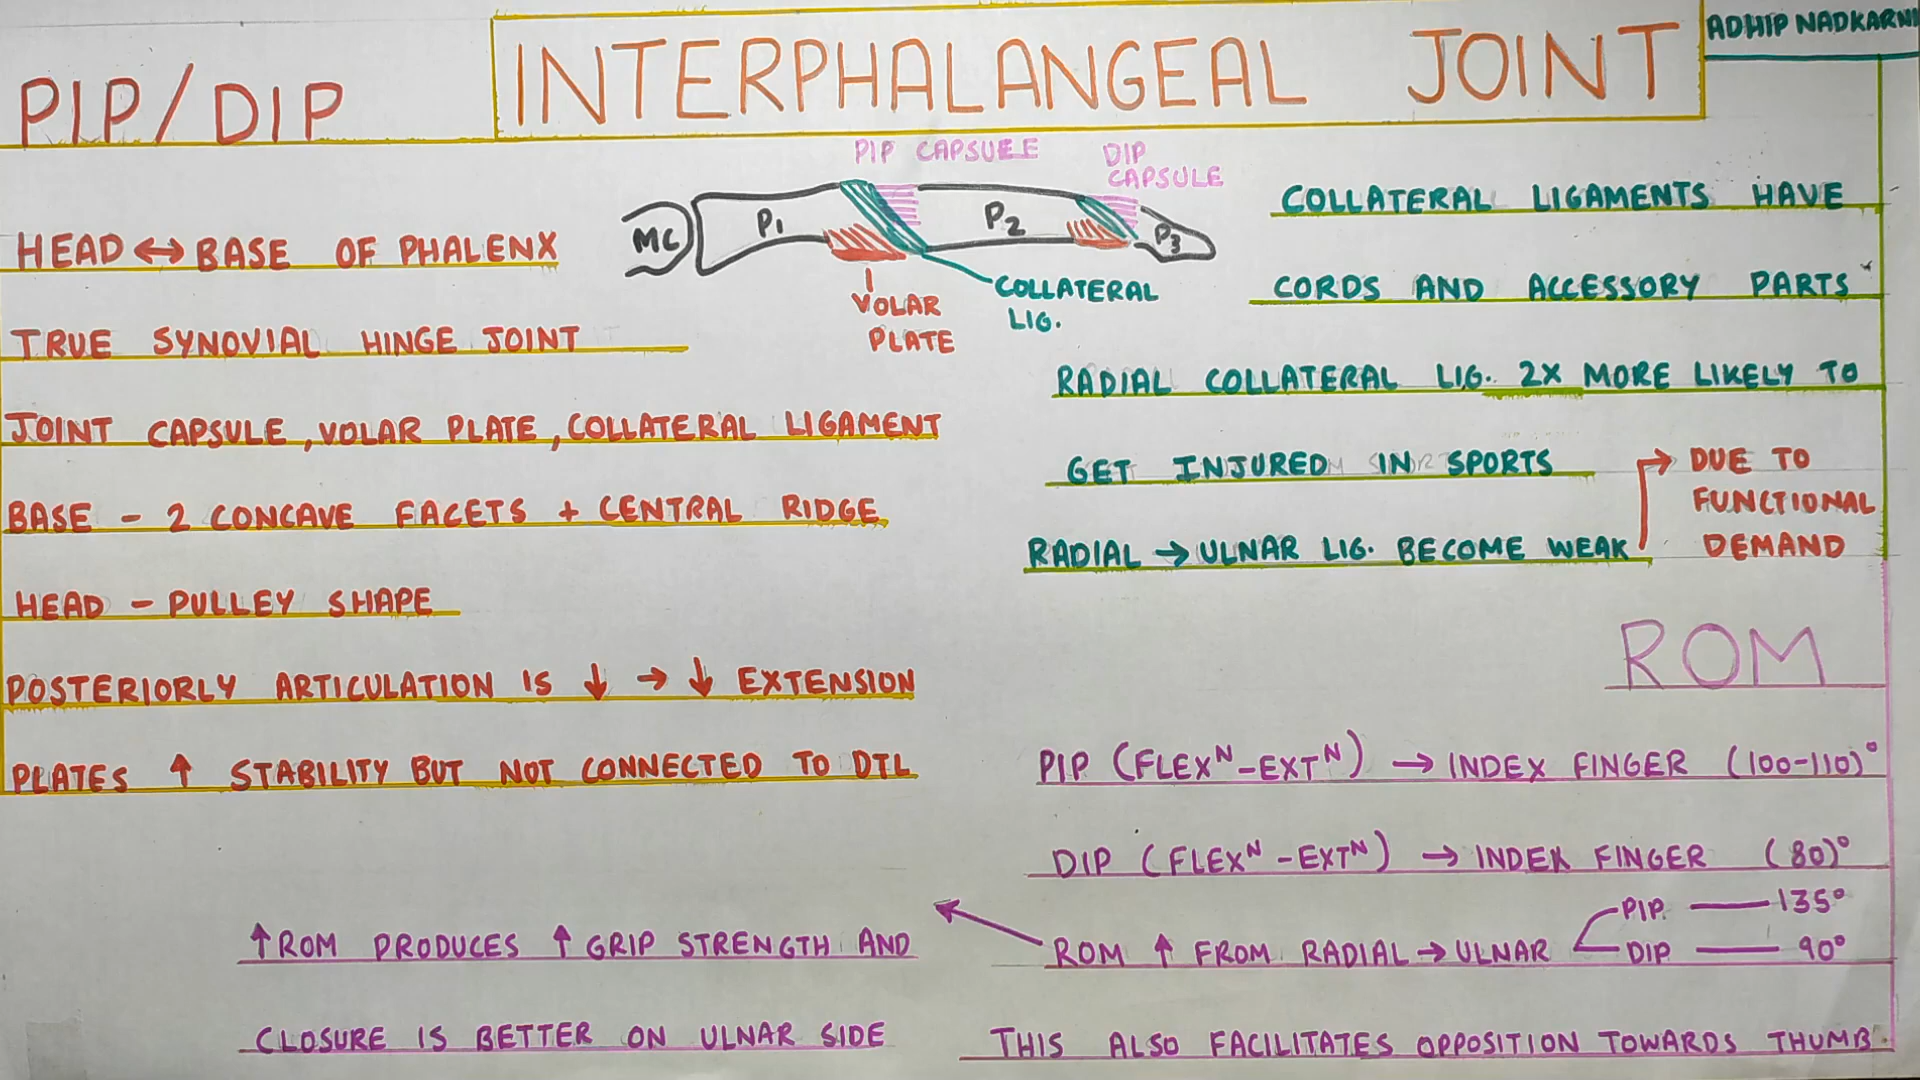 ADHIP NADKARNI
PIP/DIP
INTERPHALANGEAL JOINT
PIP CAPSULE
DIP
CAPSULE
MC
P1
P2
P3
VOLAR
PLATE
COLLATERAL
LIG.
HEAD ↔ BASE OF PHALENX
TRUE SYNOVIAL HINGE JOINT
JOINT CAPSULE, VOLAR PLATE, COLLATERAL LIGAMENT
BASE - 2 CONCAVE FACETS + CENTRAL RIDGE
HEAD - PULLEY SHAPE
POSTERIORLY ARTICULATION IS ↓ → ↓ EXTENSION
PLATES ↑ STABILITY BUT NOT CONNECTED TO DTL
COLLATERAL LIGAMENTS HAVE
CORDS AND ACCESSORY PARTS
RADIAL COLLATERAL LIG. 2X MORE LIKELY TO
GET INJURED IN SPORTS
RADIAL → ULNAR LIG. BECOME WEAK
DUE TO
FUNCTIONAL
DEMAND
ROM
PIP (FLEXᴺ-EXTᴺ) → INDEX FINGER (100-110)°
DIP (FLEXᴺ-EXTᴺ) → INDEX FINGER (80)°
ROM ↑ FROM RADIAL → ULNAR
PIP — 135°
DIP — 90°
↑ROM PRODUCES ↑ GRIP STRENGTH AND
CLOSURE IS BETTER ON ULNAR SIDE
THIS ALSO FACILITATES OPPOSITION TOWARDS THUMB.